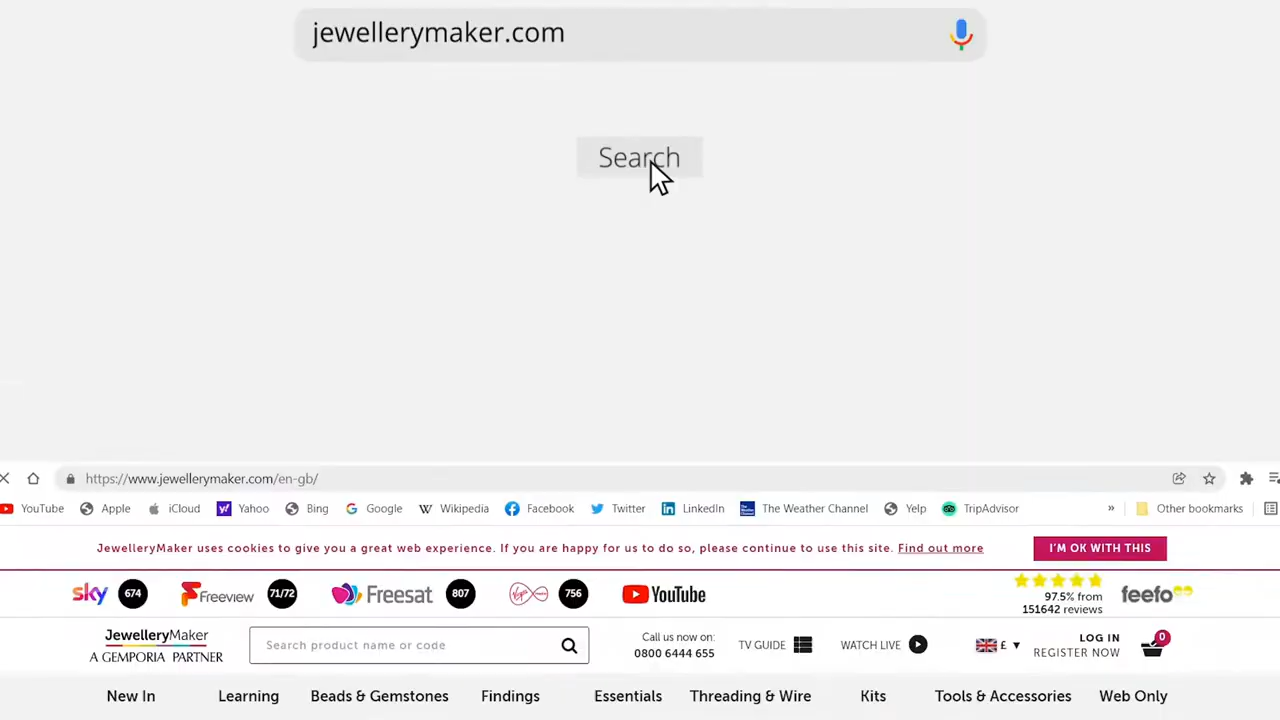 jewellerymaker.com
Search
https://www.jewellerymaker.com/en-gb/
YouTube Apple iCloud Yahoo Bing Google Wikipedia Facebook Twitter LinkedIn The Weather Channel Yelp TripAdvisor » Other bookmarks
JewelleryMaker uses cookies to give you a great web experience. If you are happy for us to do so, please continue to use this site. Find out more I'M OK WITH THIS
sky 674 Freeview 71/72 Freesat 807 Virgin media 756 YouTube 97.5% from feefo
151642 reviews
JewelleryMaker
A GEMPORIA PARTNER
Search product name or code
Call us now on:
0800 6444 655
TV GUIDE
WATCH LIVE
£ ▼
LOG IN
REGISTER NOW
0
New In Learning Beads & Gemstones Findings Essentials Threading & Wire Kits Tools & Accessories Web Only